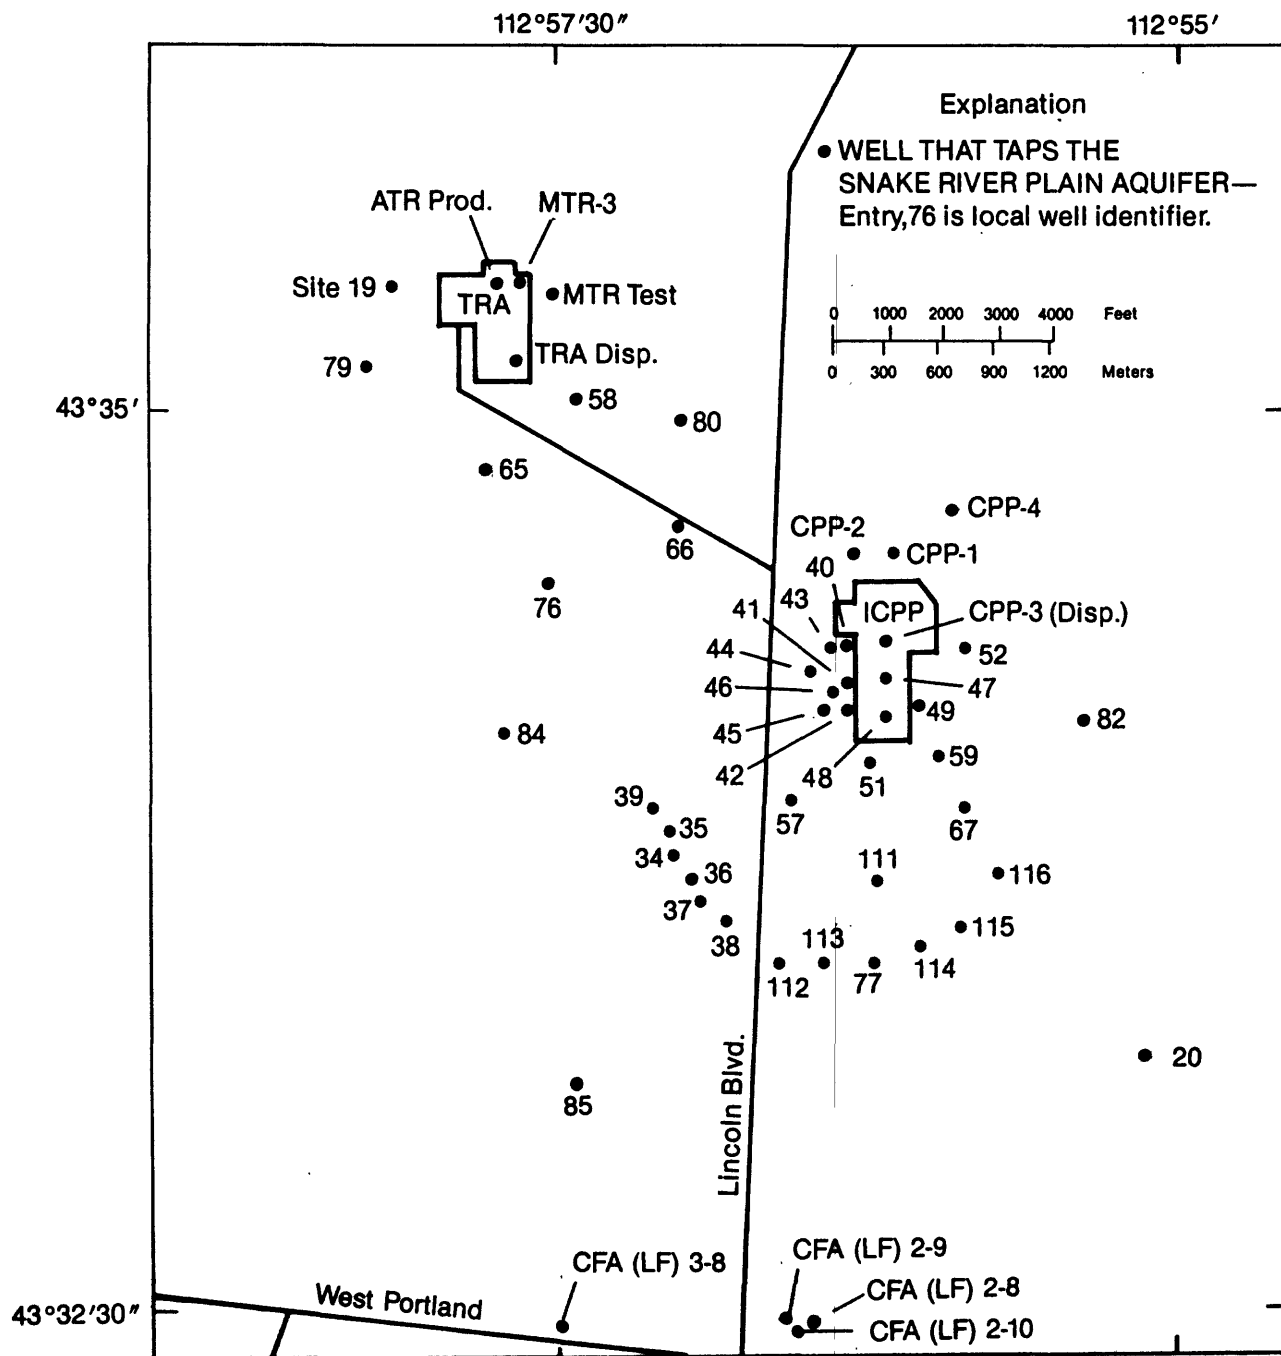 112°57'30"
112°55'
Explanation
WELL THAT TAPS THE
SNAKE RIVER PLAIN AQUIFER—
Entry,76 is local well identifier.
ATR Prod.
MTR-3
Site 19
TRA
MTR Test
0 1000 2000 3000 4000 Feet
0 300 600 900 1200 Meters
TRA Disp.
79
58
43°35'
80
65
CPP-4
CPP-2
66
CPP-1
40
76
43
41
ICPP
CPP-3 (Disp.)
44
52
46
47
49
45
84
82
42
48
51
59
39
57
67
35
34
36
111
116
37
38
113
115
112
77
114
Lincoln Blvd.
20
85
CFA (LF) 3-8
CFA (LF) 2-9
West Portland
CFA (LF) 2-8
43°32'30"
CFA (LF) 2-10